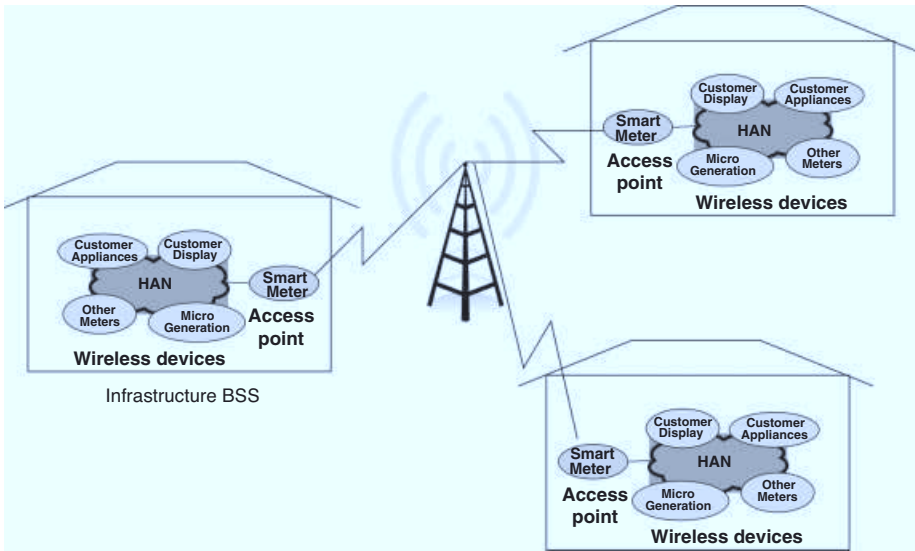 Customer
Display
Customer
Appliances
Smart
Meter
HAN
Access
point
Micro
Generation
Other
Meters
Wireless devices
Customer
Appliances
Customer
Display
HAN
Smart
Meter
Other
Meters
Micro
Generation
Access
point
Wireless devices
Infrastructure BSS
Customer
Display
Customer
Appliances
Smart
Meter
HAN
Access
point
Micro
Generation
Other
Meters
Wireless devices